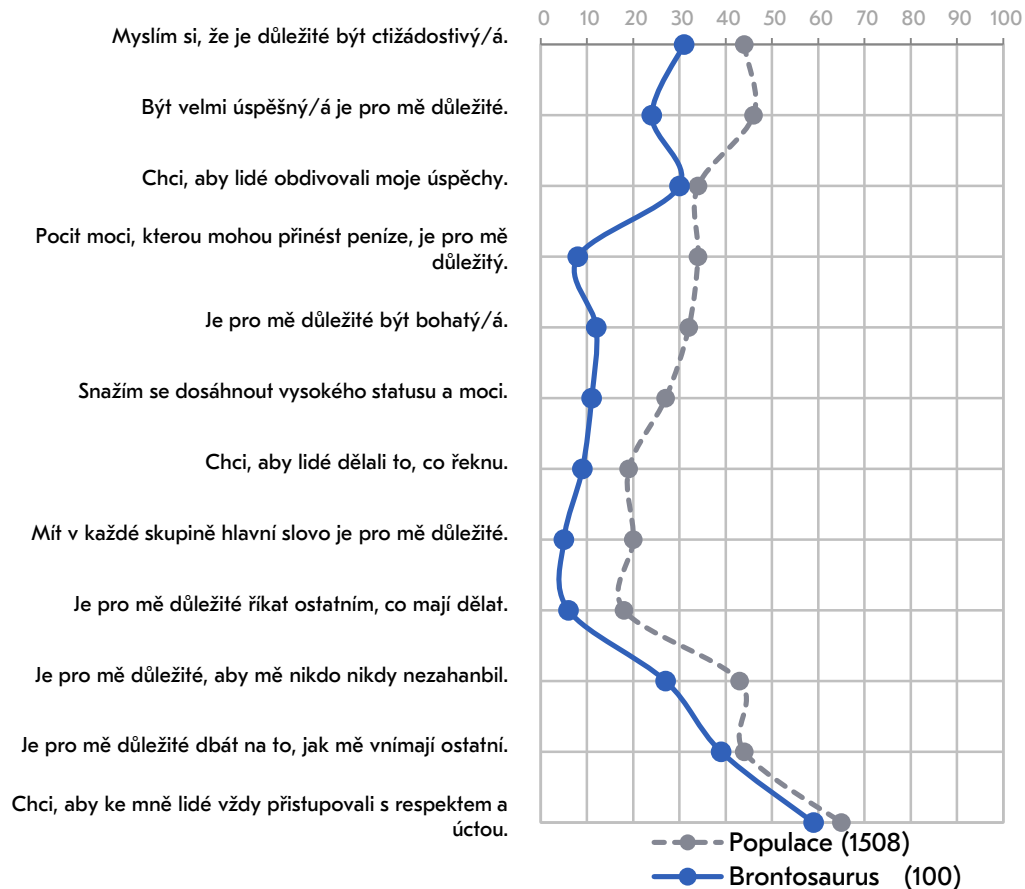 0 10 20 30 40 50 60 70 80 90 100
Myslím si, že je důležité být ctižádostivý/á.
Být velmi úspěšný/á je pro mě důležité.
Chci, aby lidé obdivovali moje úspěchy.
Pocit moci, kterou mohou přinést peníze, je pro mě
důležitý.
Je pro mě důležité být bohatý/á.
Snažím se dosáhnout vysokého statusu a moci.
Chci, aby lidé dělali to, co řeknu.
Mít v každé skupině hlavní slovo je pro mě důležité.
Je pro mě důležité říkat ostatním, co mají dělat.
Je pro mě důležité, aby mě nikdo nikdy nezahanbil.
Je pro mě důležité dbát na to, jak mě vnímají ostatní.
Chci, aby ke mně lidé vždy přistupovali s respektem a
úctou.
Populace (1508)
Brontosaurus (100)